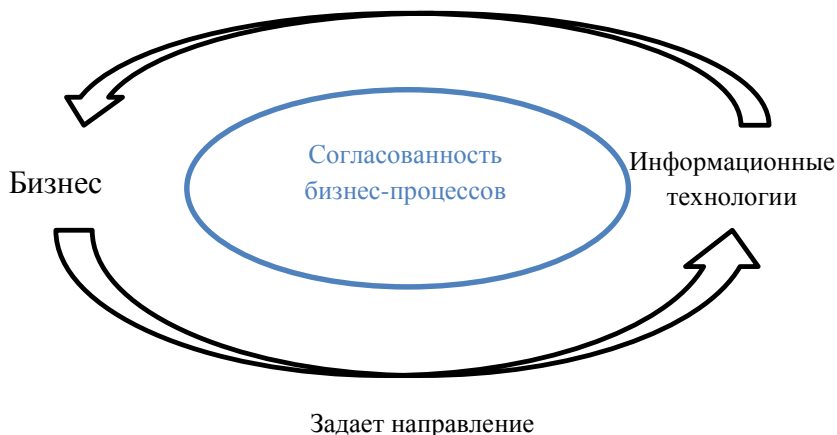 Согласованность
бизнес-процессов
Бизнес
Информационные
технологии
Задает направление